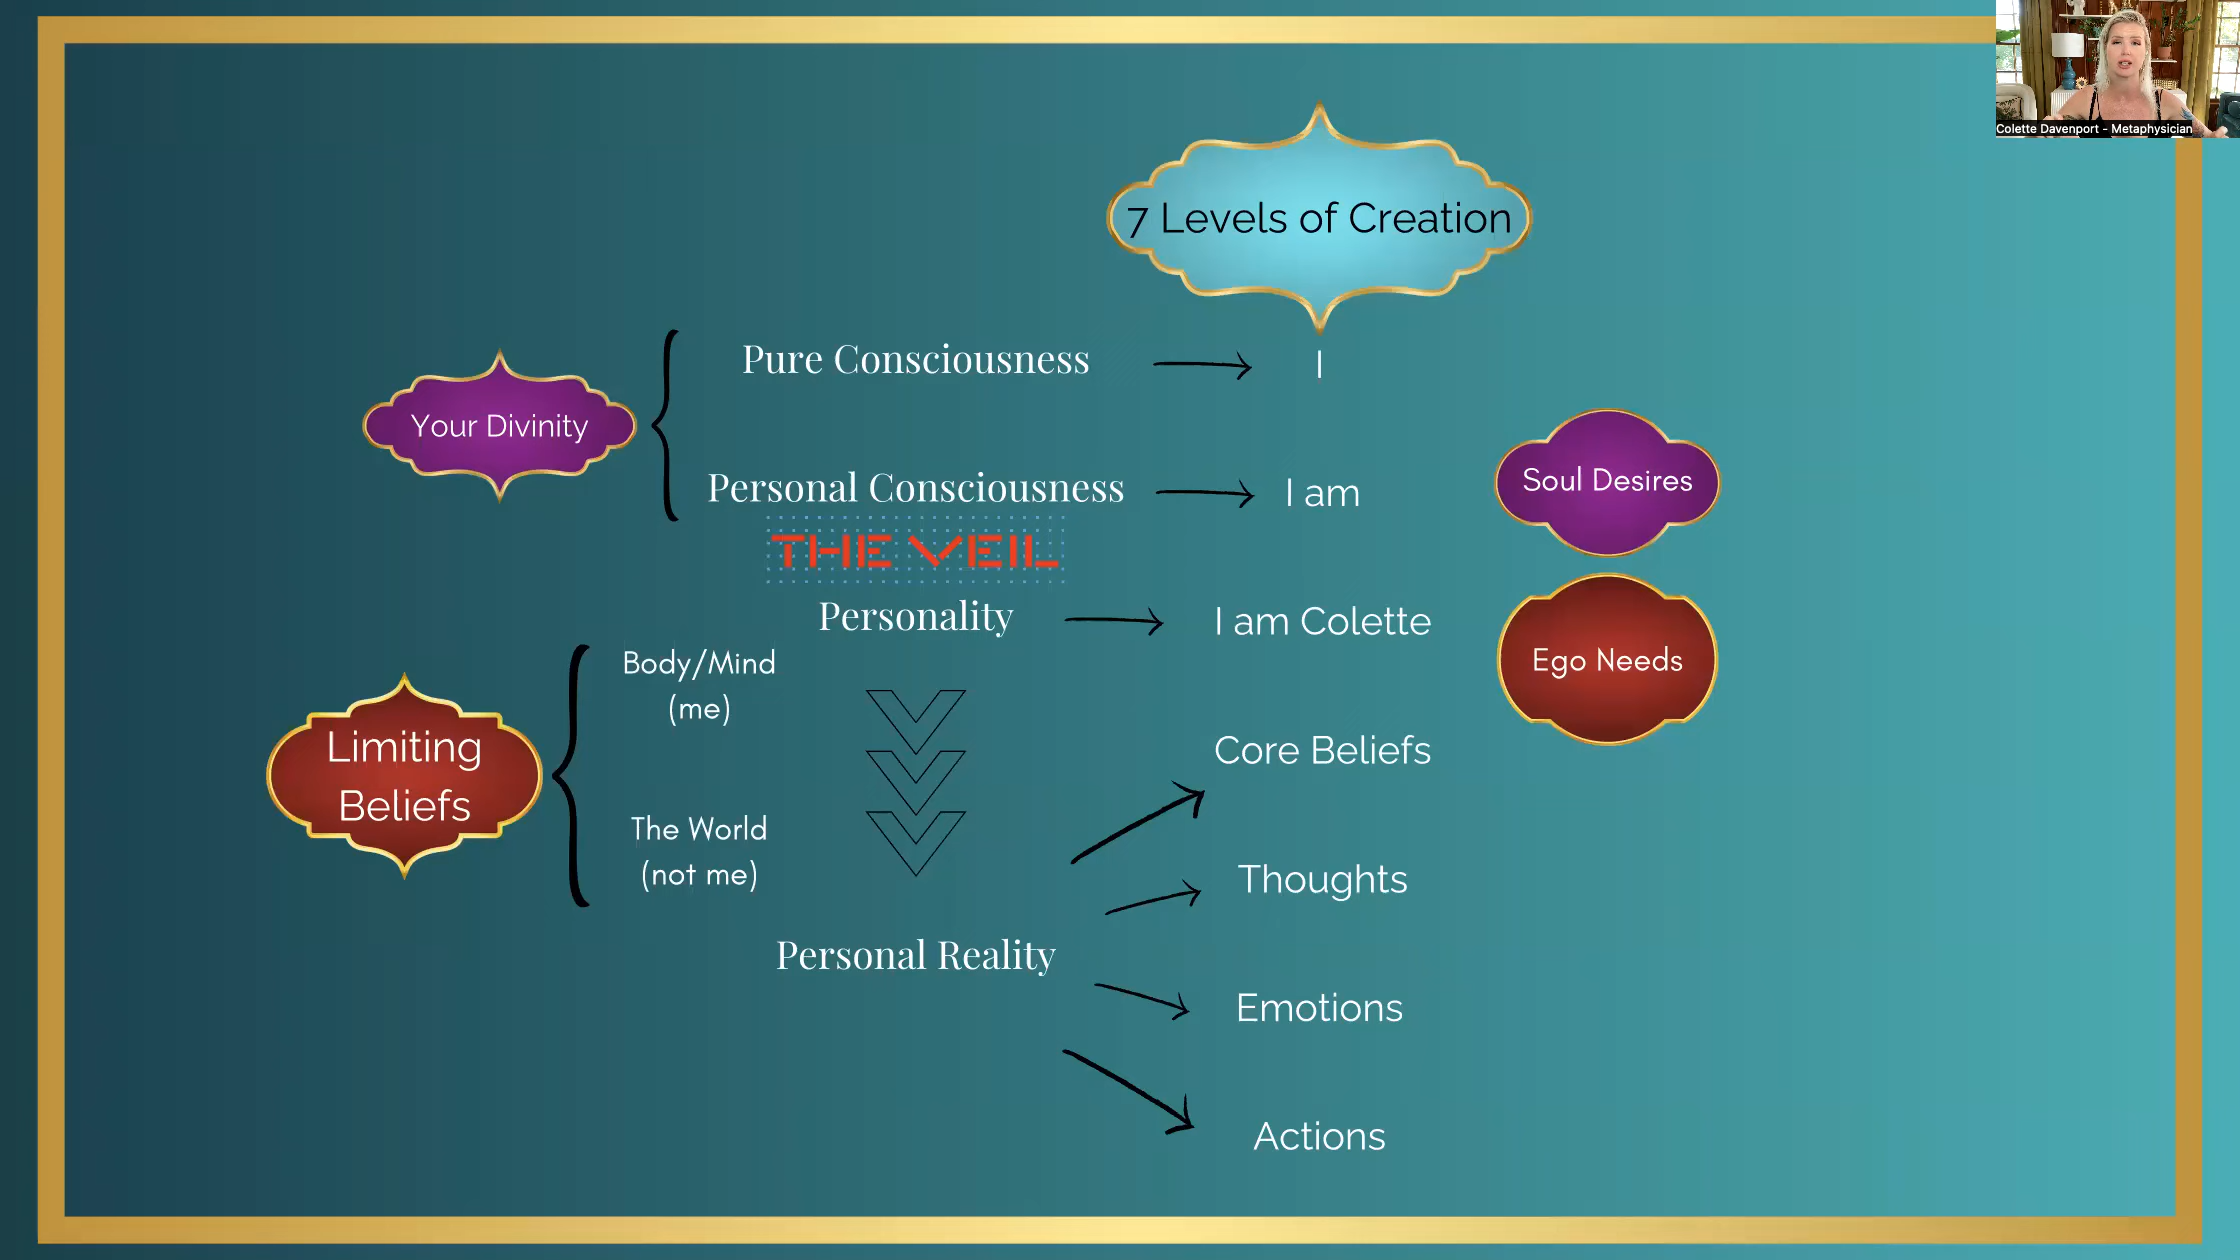 Colette Davenport - Metaphysician
7 Levels of Creation
Pure Consciousness
I
Your Divinity
Personal Consciousness
I am
Soul Desires
THE VEIL
Personality
I am Colette
Ego Needs
Body/Mind
(me)
Limiting
Beliefs
Core Beliefs
The World
(not me)
Thoughts
Personal Reality
Emotions
Actions